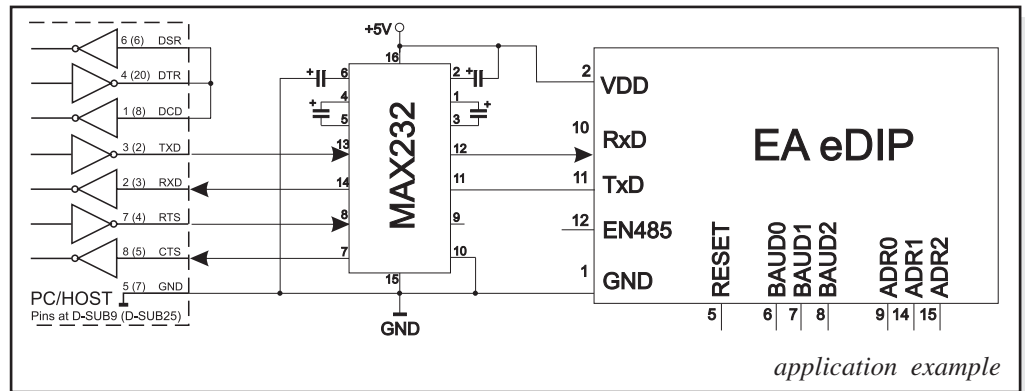 +5V
PC/HOST
Pins at D-SUB9 (D-SUB25)
6 (6) DSR
4 (20) DTR
1 (8) DCD
3 (2) TXD
2 (3) RXD
7 (4) RTS
8 (5) CTS
5 (7) GND
MAX232
16
6
4
5
13
14
8
7
15
2
1
3
12
11
9
10
+
+
+
+
GND
EA eDIP
2 VDD
10 RxD
11 TxD
12 EN485
1 GND
RESET
BAUD0
BAUD1
BAUD2
ADR0
ADR1
ADR2
5
6
7
8
9
14
15
application example